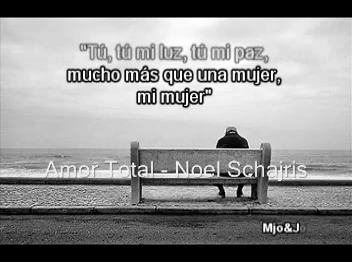 "Tú, tú mi luz, tú mi paz,
mucho más que una mujer,
mi mujer"
Amor Total - Noel Schajris
Mjo&J